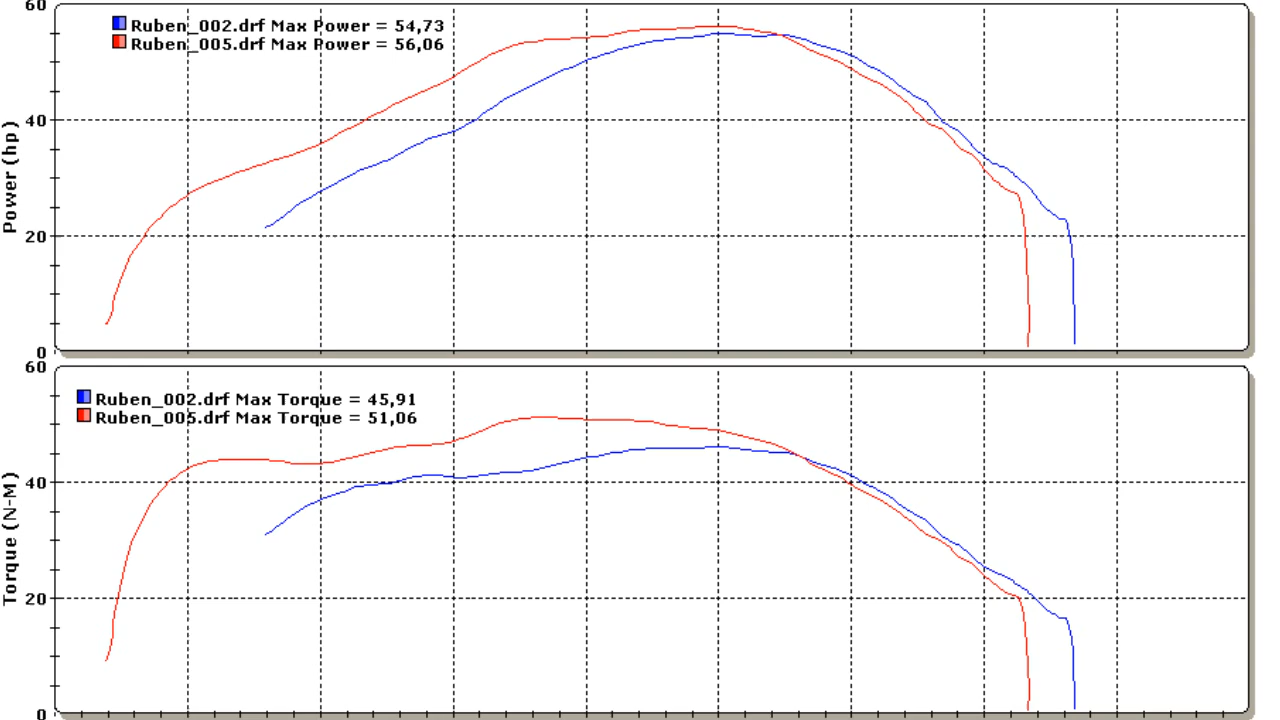 60
Ruben_002.drf Max Power = 54,73
Ruben_005.drf Max Power = 56,06
40
Power (hp)
20
0
60
Ruben_002.drf Max Torque = 45,91
Ruben_005.drf Max Torque = 51,06
40
Torque (N-M)
20
0